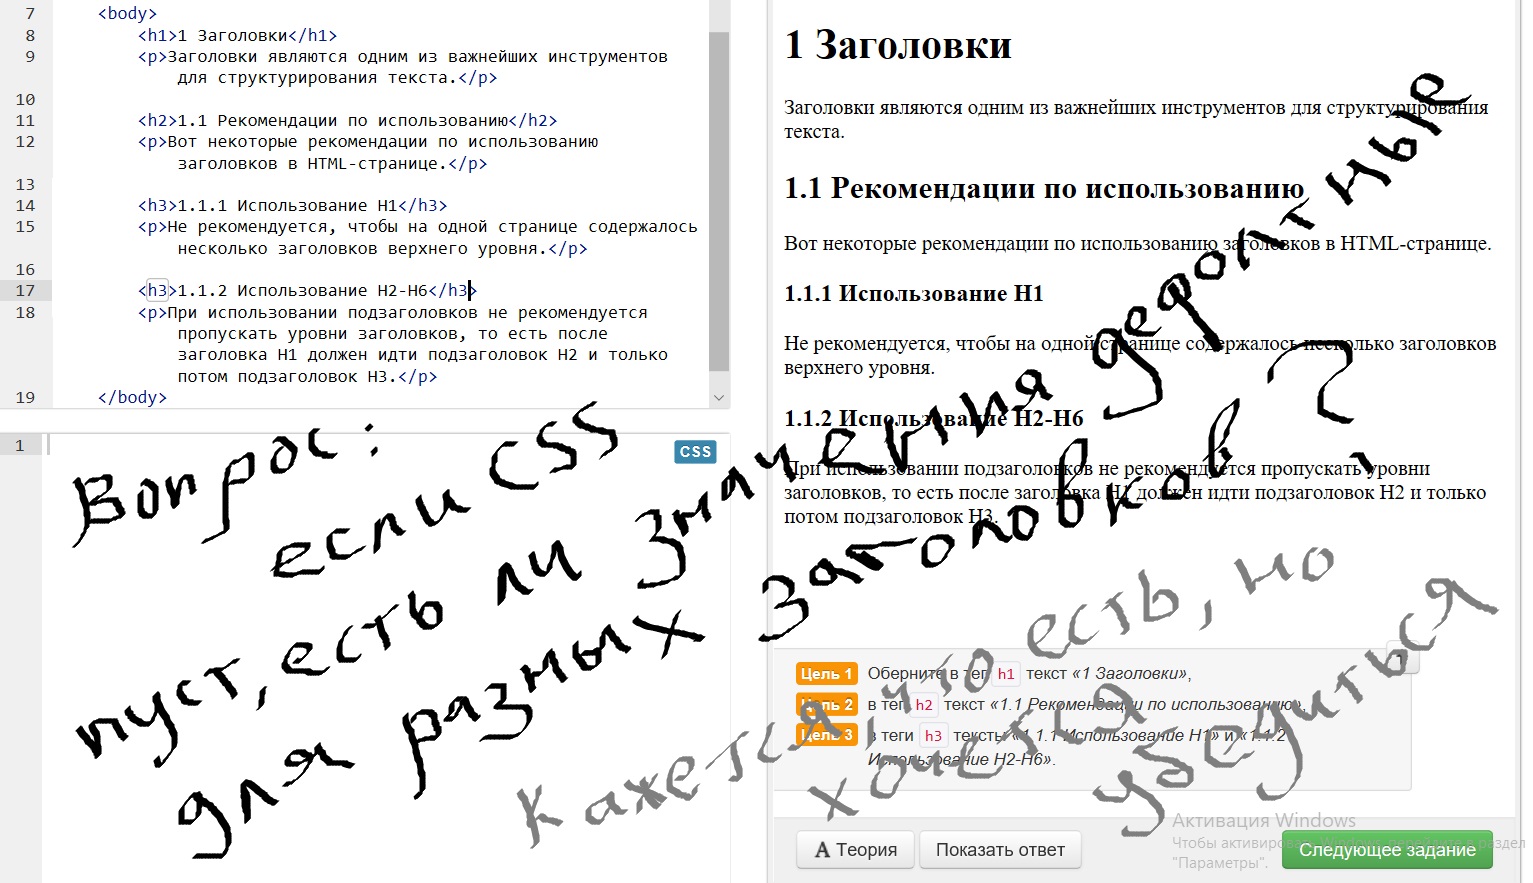 7 <body>
8 <h1>1 Заголовки</h1>
9 <p>Заголовки являются одним из важнейших инструментов
для структурирования текста.</p>
10
11 <h2>1.1 Рекомендации по использованию</h2>
12 <p>Вот некоторые рекомендации по использованию
заголовков в HTML-странице.</p>
13
14 <h3>1.1.1 Использование H1</h3>
15 <p>Не рекомендуется, чтобы на одной странице содержалось
несколько заголовков верхнего уровня.</p>
16
17 <h3>1.1.2 Использование H2-H6</h3>
18 <p>При использовании подзаголовков не рекомендуется
пропускать уровни заголовков, то есть после
заголовка H1 должен идти подзаголовок H2 и только
потом подзаголовок H3.</p>
19 </body>
1
CSS
1 Заголовки
Заголовки являются одним из важнейших инструментов для структурирования
текста.
1.1 Рекомендации по использованию
Вот некоторые рекомендации по использованию заголовков в HTML-странице.
1.1.1 Использование H1
Не рекомендуется, чтобы на одной странице содержалось несколько заголовков
верхнего уровня.
1.1.2 Использование H2-H6
При использовании подзаголовков не рекомендуется пропускать уровни
заголовков, то есть после заголовка H1 должен идти подзаголовок H2 и только
потом подзаголовок H3.
Вопрос:
если CSS
пуст, есть ли значения дефолтные
для разных заголовков?
кажется, что есть, но
хочется убедиться
Цель 1 Оберните в тег h1 текст «1 Заголовки»,
Цель 2 в тег h2 текст «1.1 Рекомендации по использованию»,
Цель 3 в теги h3 тексты «1.1.1 Использование H1» и «1.1.2
Использование H2-H6».
Активация Windows
Чтобы активировать Windows, перейдите в раздел
"Параметры".
A Теория
Показать ответ
Следующее задание